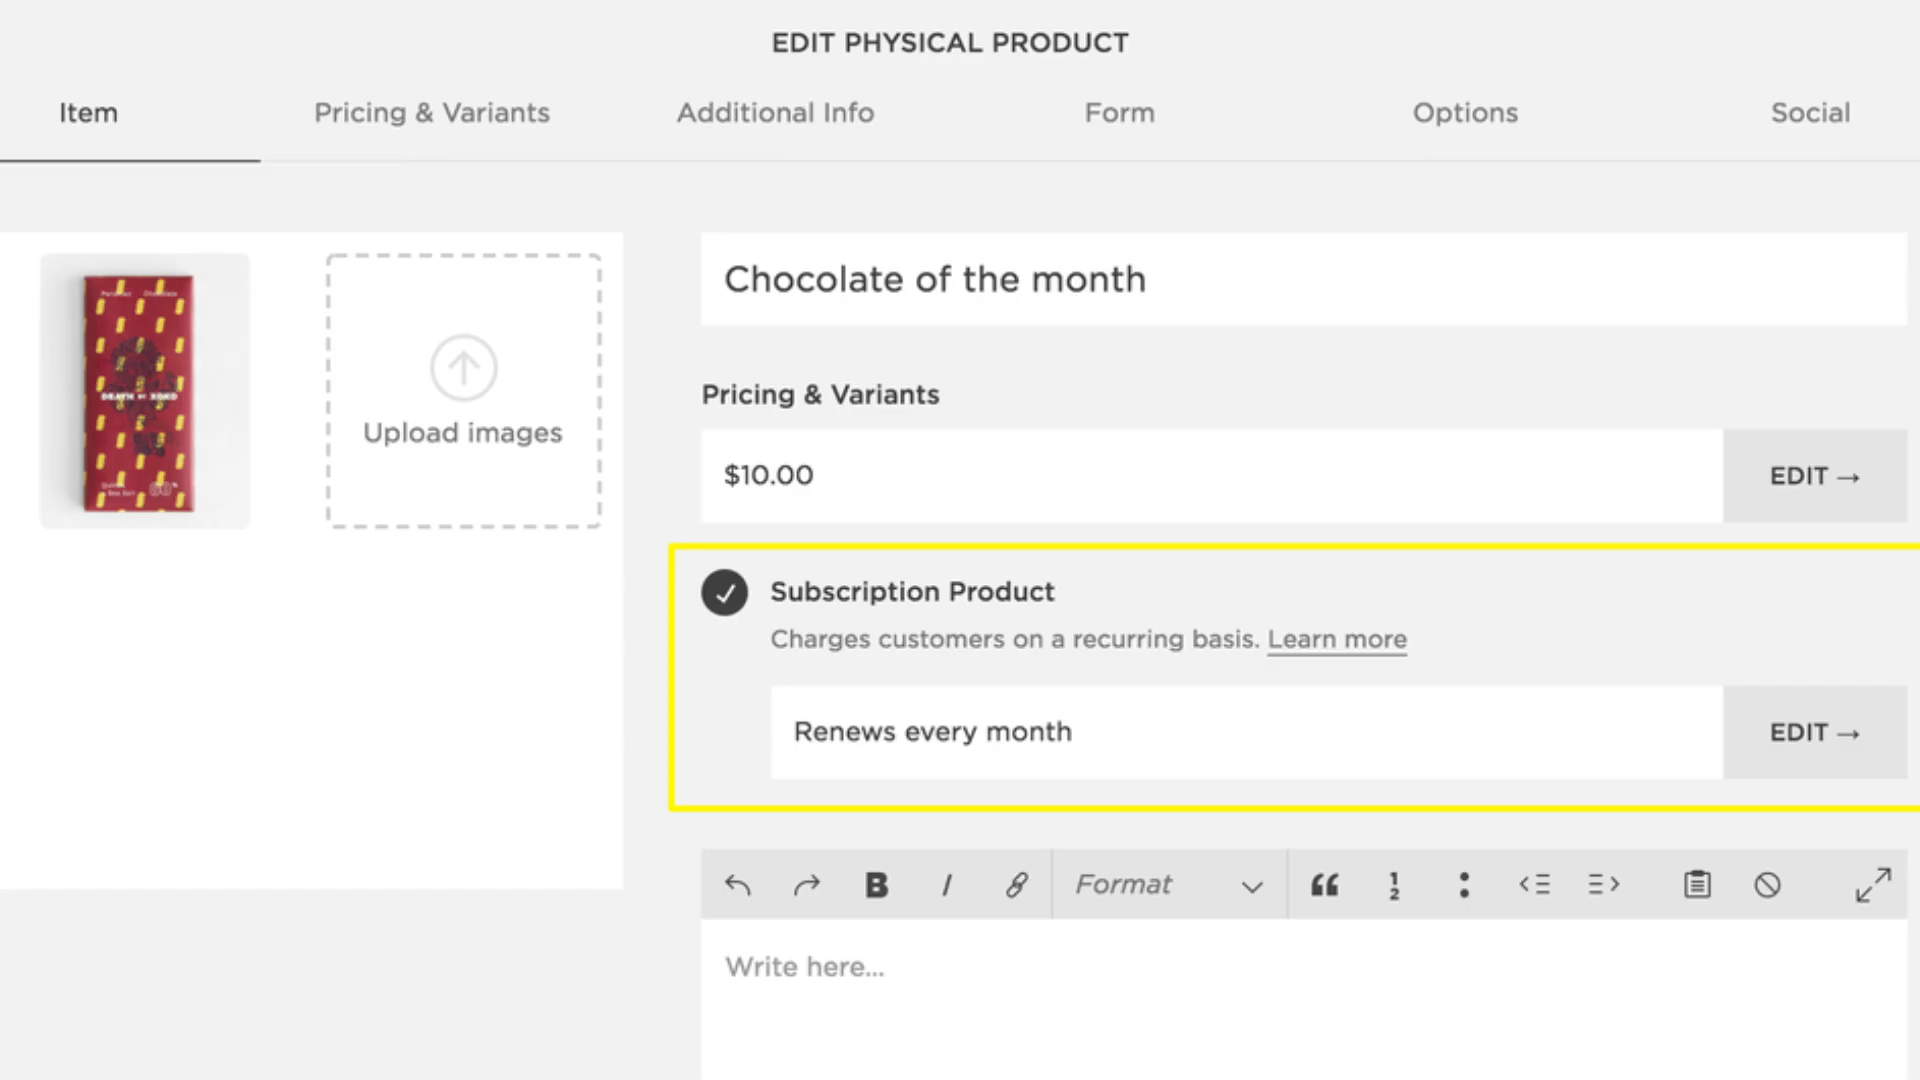 EDIT PHYSICAL PRODUCT
Item
Pricing & Variants
Additional Info
Form
Options
Social
Upload images
Chocolate of the month
Pricing & Variants
$10.00
EDIT →
Subscription Product
Charges customers on a recurring basis. Learn more
Renews every month
EDIT →
Format
Write here...